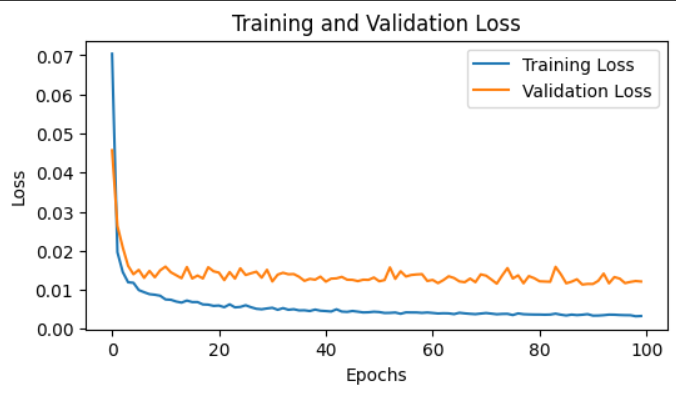 Training and Validation Loss
Training Loss
Validation Loss
Loss
0.07
0.06
0.05
0.04
0.03
0.02
0.01
0.00
0 20 40 60 80 100
Epochs